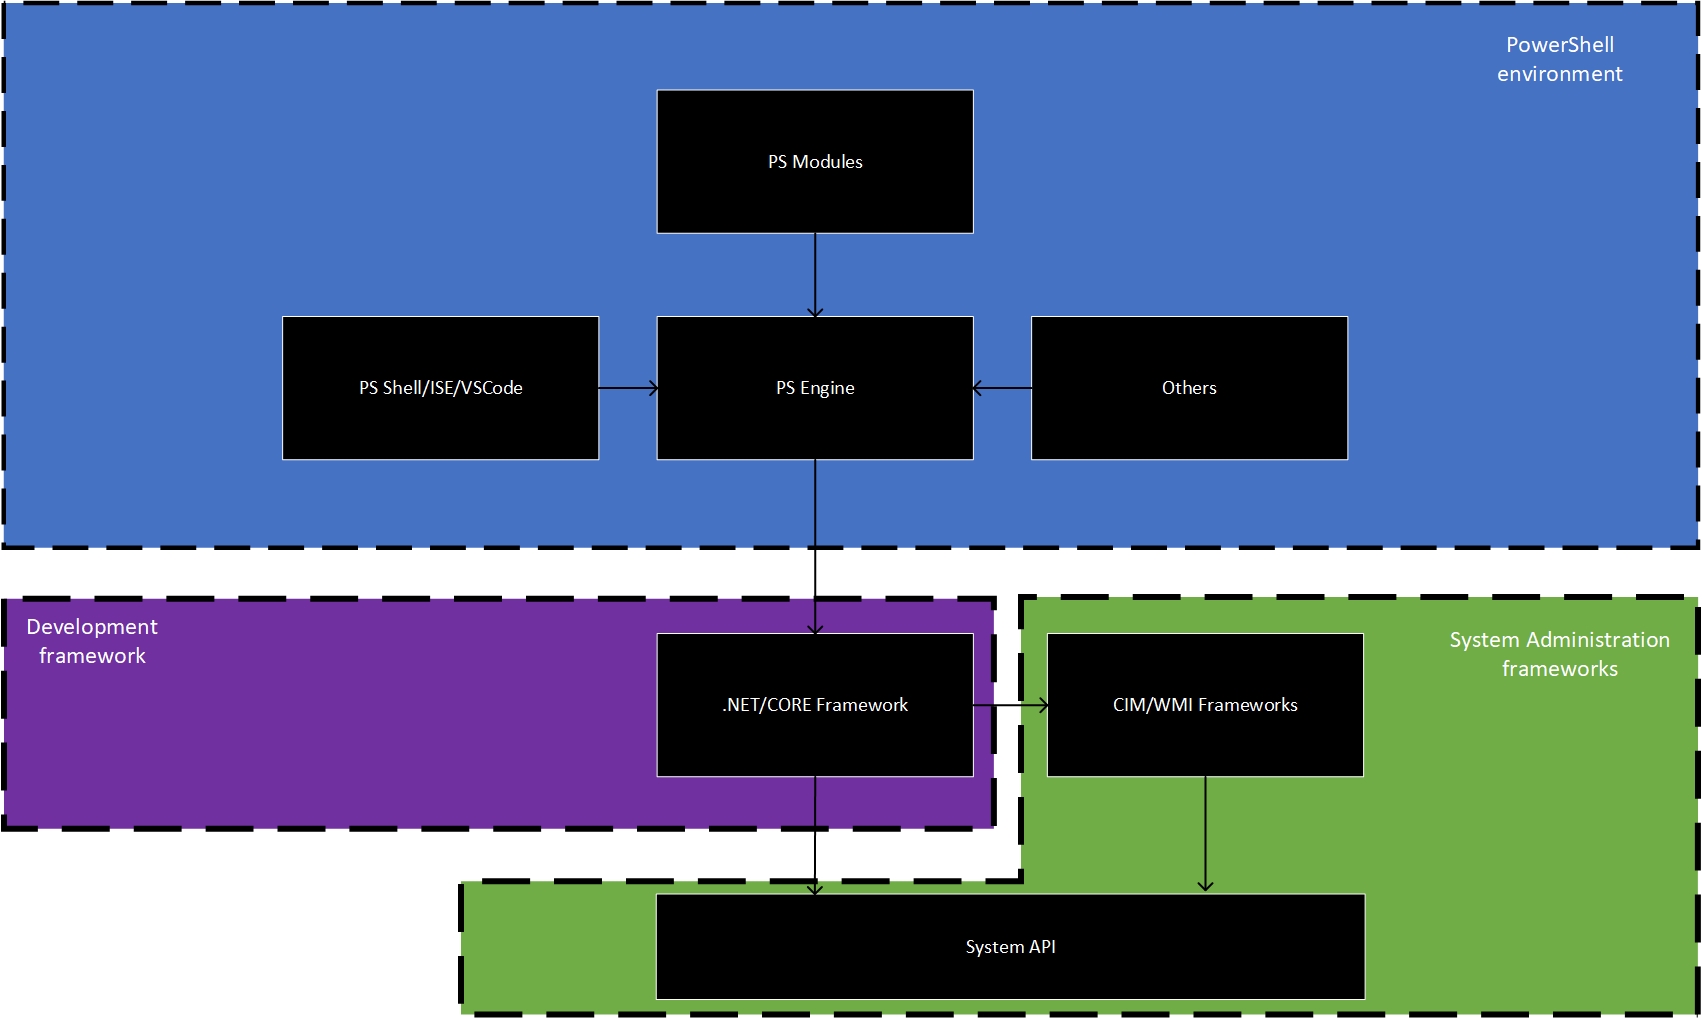 PowerShell
environment
PS Modules
PS Shell/ISE/VSCode
PS Engine
Others
Development
framework
System Administration
frameworks
.NET/CORE Framework
CIM/WMI Frameworks
System API